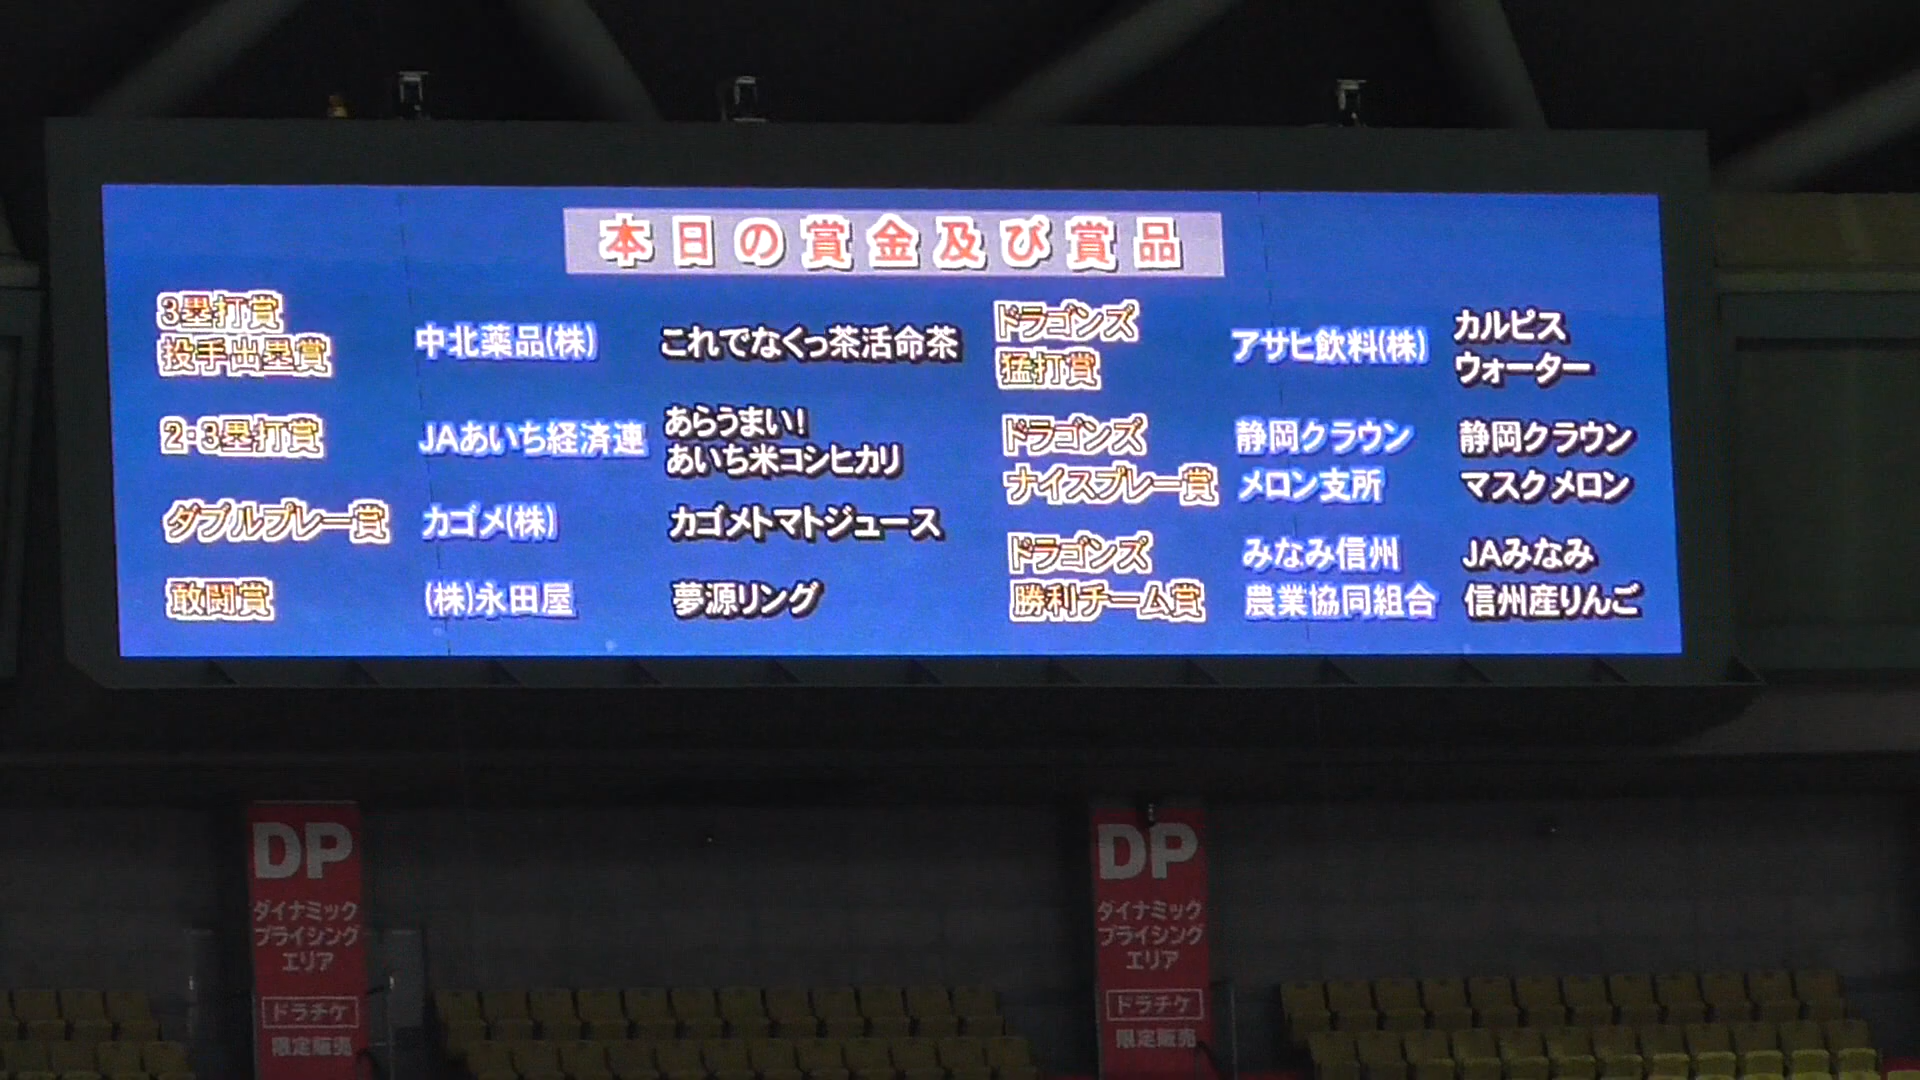 本日の賞金及び賞品
3塁打賞
投手出塁賞
中北薬品(株)
これでなくっ茶活命茶
2・3塁打賞
JAあいち経済連
あらうまい!
あいち米コシヒカリ
ダブルプレー賞
カゴメ(株)
カゴメトマトジュース
敢闘賞
(株)永田屋
夢源リング
ドラゴンズ
猛打賞
アサヒ飲料(株)
カルピス
ウォーター
ドラゴンズ
ナイスプレー賞
静岡クラウン
メロン支所
静岡クラウン
マスクメロン
ドラゴンズ
勝利チーム賞
みなみ信州
農業協同組合
JAみなみ
信州産りんご
DP
ダイナミック
プライシング
エリア
ドラチケ
限定販売
DP
ダイナミック
プライシング
エリア
ドラチケ
限定販売